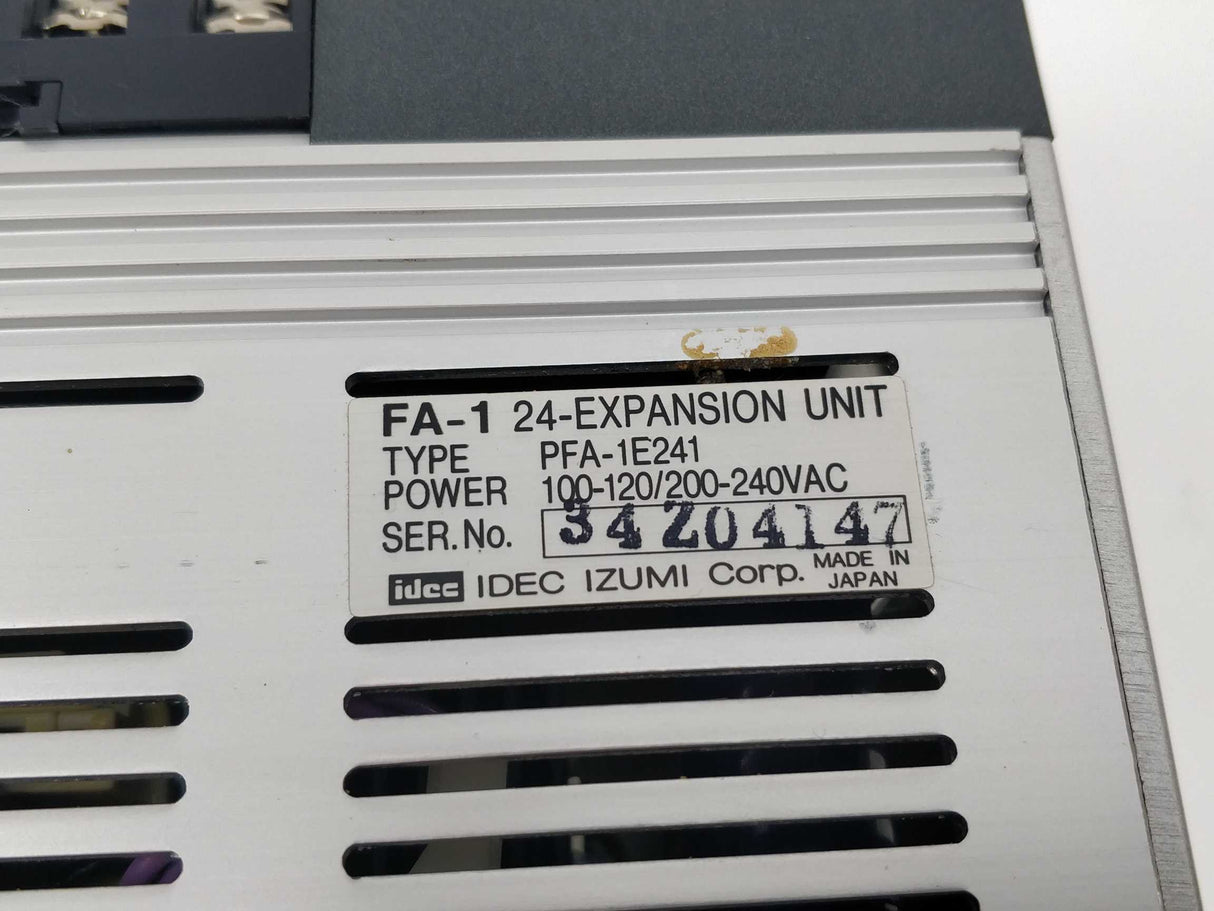 FA-1 24-EXPANSION UNIT
TYPE PFA-1E241
POWER 100-120/200-240VAC
SER.No. 34Z04147
idec IDEC IZUMI Corp. MADE IN JAPAN